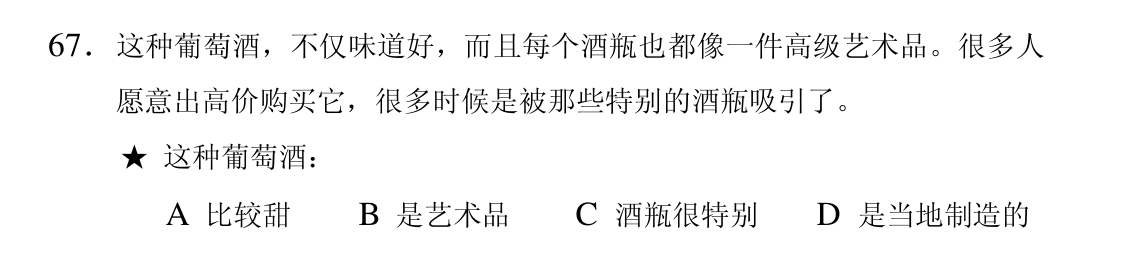 67．这种葡萄酒，不仅味道好，而且每个酒瓶也都像一件高级艺术品。很多人
愿意出高价购买它，很多时候是被那些特别的酒瓶吸引了。
★ 这种葡萄酒：
A 比较甜 B 是艺术品 C 酒瓶很特别 D 是当地制造的